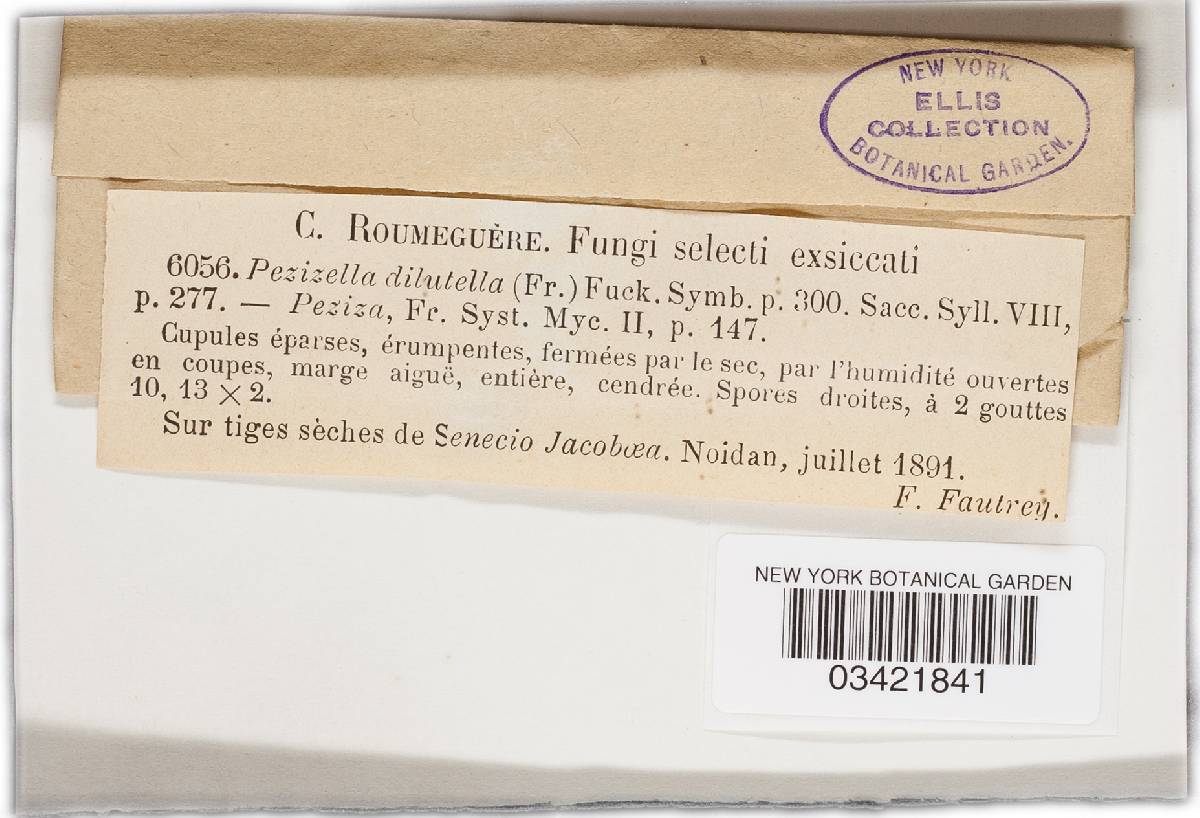 NEW YORK
ELLIS
COLLECTION
BOTANICAL GARDEN.
C. ROUMEGUÈRE. Fungi selecti exsiccati
6056. Pezizella dilutella (Fr.) Fuck. Symb. p. 300. Sacc. Syll. VIII,
p. 277. — Peziza, Fr. Syst. Myc. II, p. 147.
Cupules éparses, érumpentes, fermées par le sec, par l'humidité ouvertes
en coupes, marge aiguë, entière, cendrée. Spores droites, à 2 gouttes
10, 13 × 2.
Sur tiges sèches de Senecio Jacobœa. Noidan, juillet 1891.
F. Fautrey.
NEW YORK BOTANICAL GARDEN
03421841